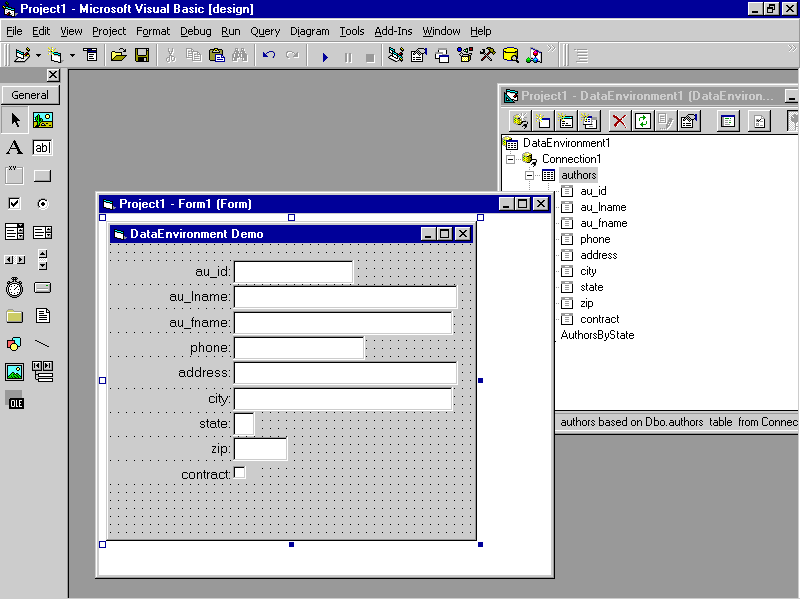 Project1 - Microsoft Visual Basic [design]
File Edit View Project Format Debug Run Query Diagram Tools Add-Ins Window Help
General
A
ab|
xv
OLE
Project1 - DataEnvironment1 (DataEnviron...
DataEnvironment1
Connection1
authors
au_id
au_lname
au_fname
phone
address
city
state
zip
contract
AuthorsByState
authors based on Dbo.authors table from Connec
Project1 - Form1 (Form)
DataEnvironment Demo
au_id:
au_lname:
au_fname:
phone:
address:
city:
state:
zip:
contract: